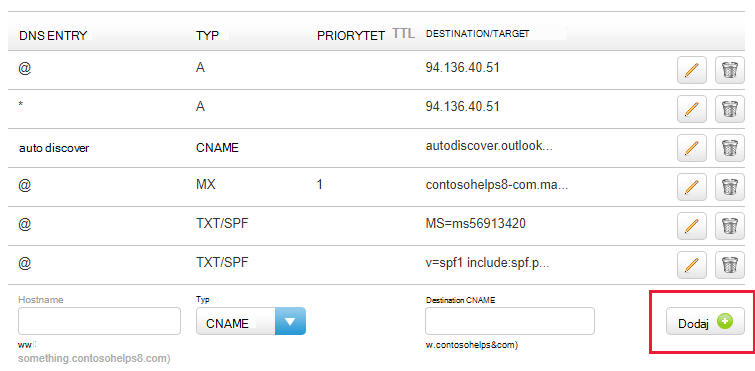 DNS ENTRY TYP PRIORYTET TTL DESTINATION/TARGET
@ A 94.136.40.51
* A 94.136.40.51
auto discover CNAME autodiscover.outlook...
@ MX 1 contosohelps8-com.ma...
@ TXT/SPF MS=ms56913420
@ TXT/SPF v=spf1 include:spf.p...
Hostname Typ Destination CNAME
CNAME Dodaj
ww w.contosohelps&com)
something.contosohelps8.com)